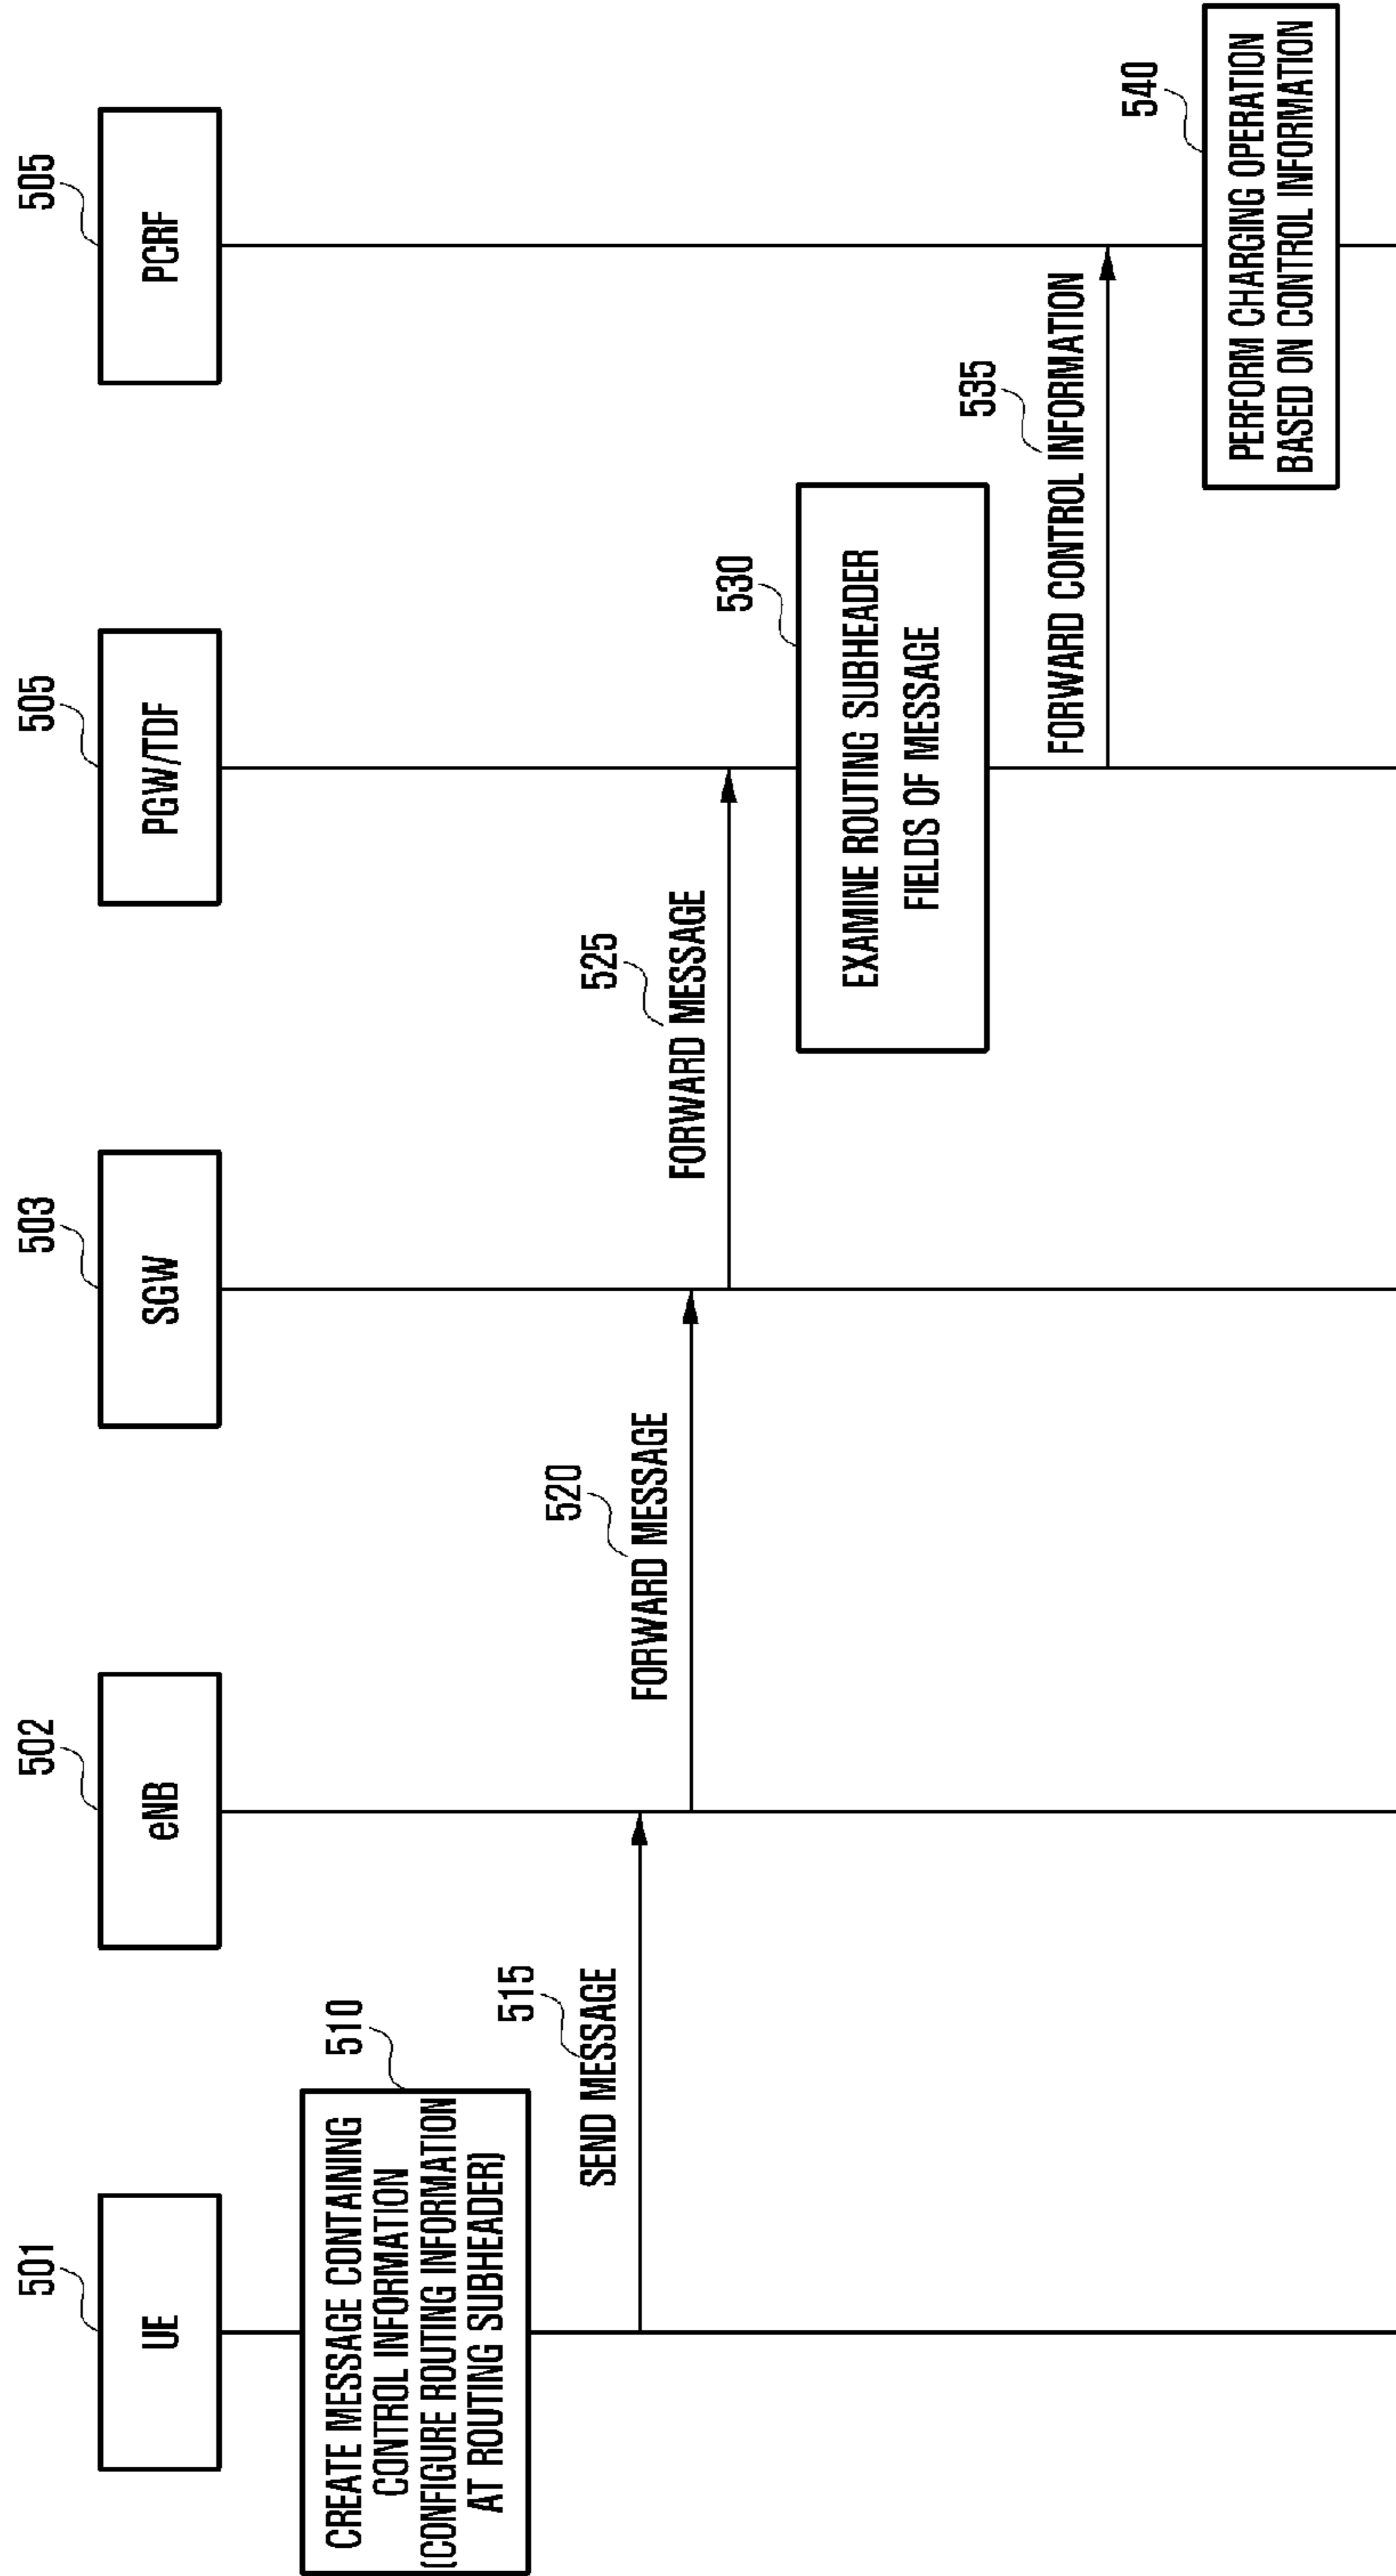 501
UE
502
eNB
503
SGW
505
PGW/TDF
505
PCRF
510
CREATE MESSAGE CONTAINING
CONTROL INFORMATION
(CONFIGURE ROUTING INFORMATION
AT ROUTING SUBHEADER)
515
SEND MESSAGE
520
FORWARD MESSAGE
525
FORWARD MESSAGE
530
EXAMINE ROUTING SUBHEADER
FIELDS OF MESSAGE
535
FORWARD CONTROL INFORMATION
540
PERFORM CHARGING OPERATION
BASED ON CONTROL INFORMATION